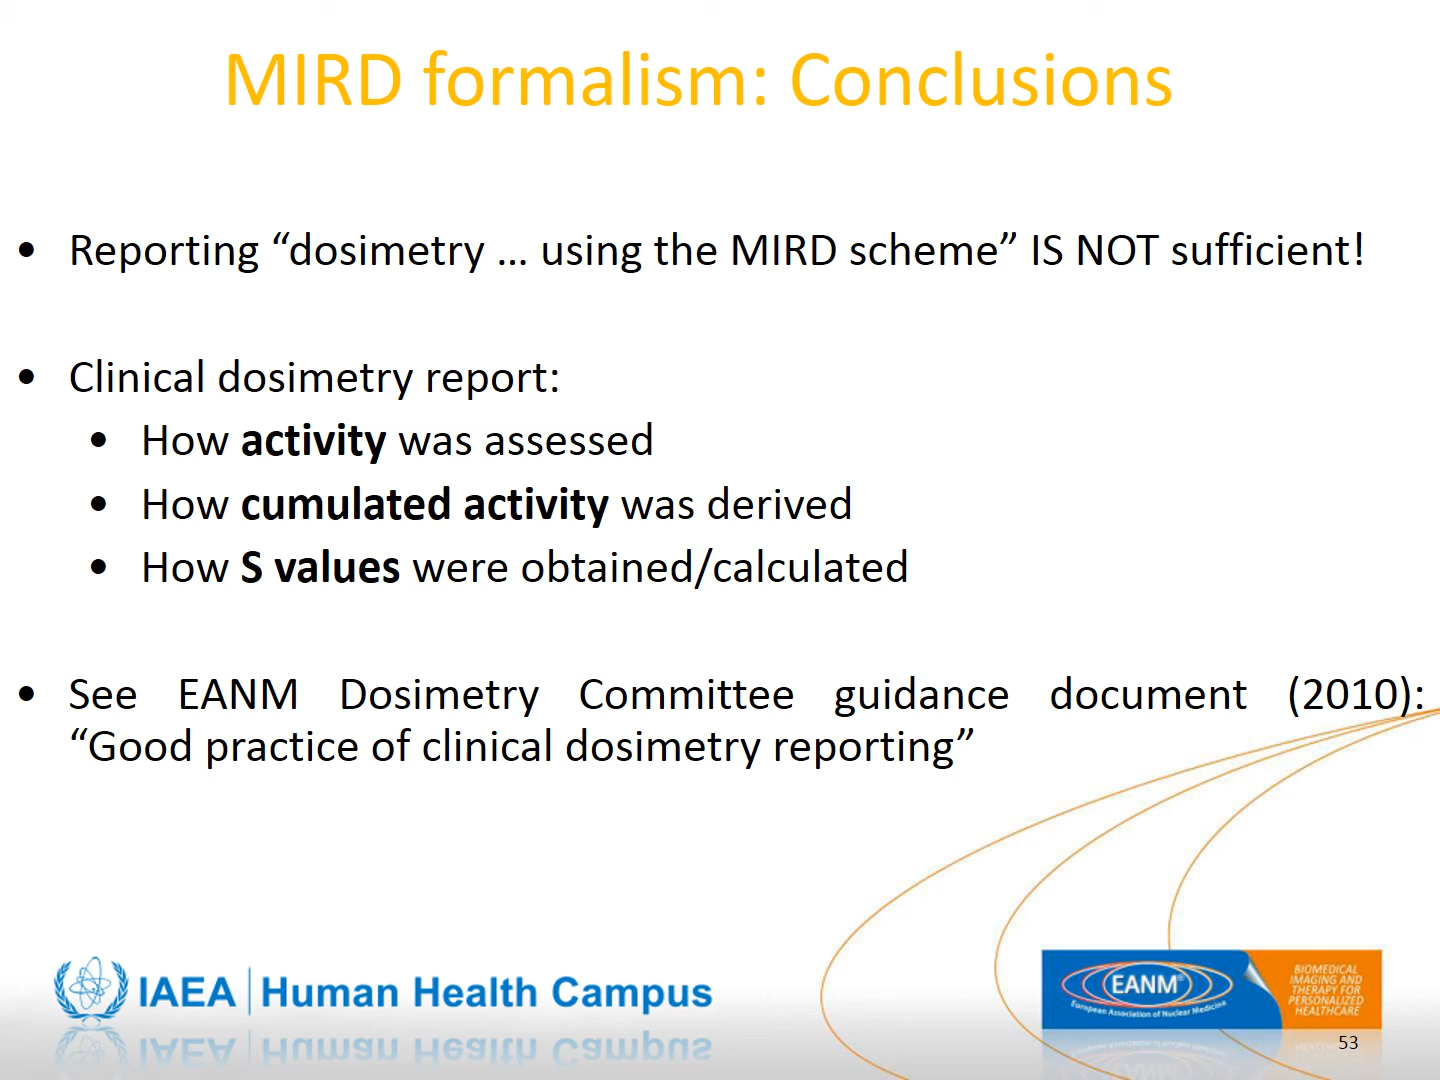 MIRD formalism: Conclusions
• Reporting “dosimetry ... using the MIRD scheme” IS NOT sufficient!
• Clinical dosimetry report:
• How activity was assessed
• How cumulated activity was derived
• How S values were obtained/calculated
• See EANM Dosimetry Committee guidance document (2010):
“Good practice of clinical dosimetry reporting”
IAEA | Human Health Campus
EANM®
European Association of Nuclear Medicine
BIOMEDICAL
IMAGING AND
THERAPY FOR
PERSONALIZED
HEALTHCARE
53